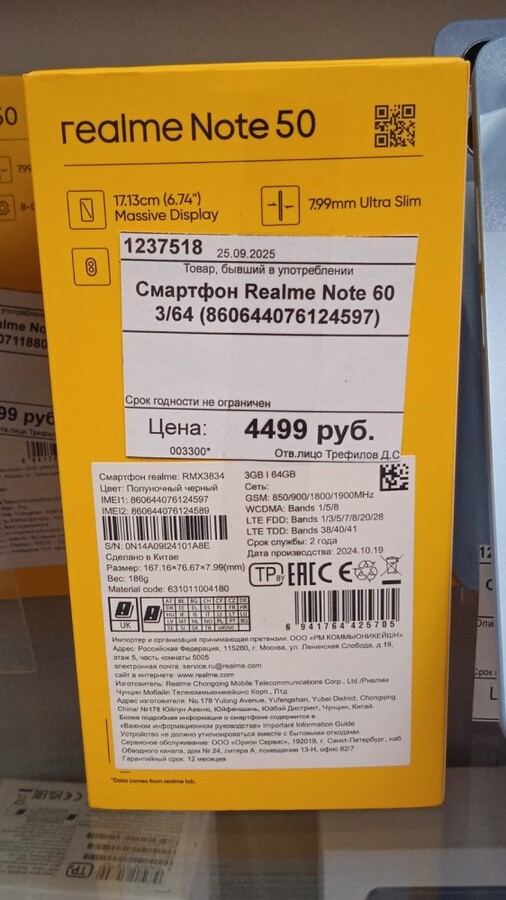 realme Note 50
17.13cm (6.74")
Massive Display
7.99mm Ultra Slim
1237518 25.09.2025
Товар, бывший в употреблении
Смартфон Realme Note 60
3/64 (860644076124597)
Срок годности не ограничен
Цена: 4499 руб.
003300* Отв.лицо Трефилов Д.С
Смартфон realme: RMX3834
Цвет: Полуночный черный
IMEI1: 860644076124597
IMEI2: 860644076124589
S/N: 0N14A09I24101A8E
Сделано в Китае
Размер: 167.16*76.67*7.99(mm)
Вес: 186g
Material code: 631011004180
3GB I 64GB
Сеть:
GSM: 850/900/1800/1900MHz
WCDMA: Bands 1/5/8
LTE FDD: Bands 1/3/5/7/8/20/28
LTE TDD: Bands 38/40/41
Срок службы: 2 года
Дата производства: 2024.10.19
TP BY EAC CE
UK
6 941764 425705
Импортер и организация принимающая претензии: ООО «РМ КОММЬЮНИКЕЙШН»
Адрес: Российская Федерация, 115280, г. Москва, ул. Ленинская Слобода, д 19,
этаж 5, часть комнаты 5005
электронная почта: service.ru@realme.com
сайт в интернете: www.realme.com
Изготовитель: Realme Chongqing Mobile Telecommunications Corp., Ltd /Риалми
Чунцин Мобайл Телекоммьюникейшнс Корп., Лтд.
Адрес изготовителя: No.178 Yulong Avenue, Yufengshan, Yubei District, Chongqing,
China/ №178 Юйлун Авеню, Юйфеншань, Юйбэй Дистрикт, Чунцин, Китай.
Более подробная информация о смартфоне содержится в
«Важном информационном руководстве» Important Information Guide
Устройство не должно утилизироваться вместе с бытовыми отходами.
Сервисное обслуживание: ООО «Орион Сервис», 192019, г. Санкт-Петербург, наб.
Обводного канала, дом № 24, литера А, помещение 13-Н, офис 82/7
Гарантийный срок: 12 месяцев
*Data comes from realme lab.